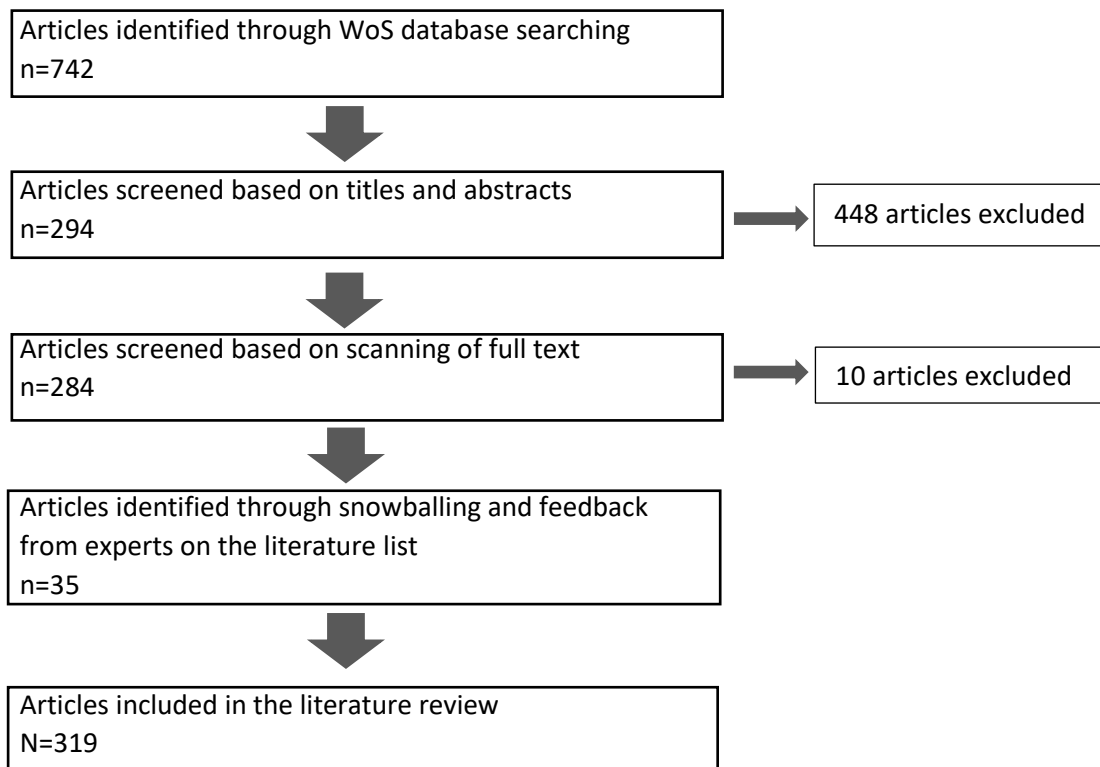 Articles identified through WoS database searching
n=742
Articles screened based on titles and abstracts
n=294
448 articles excluded
Articles screened based on scanning of full text
n=284
10 articles excluded
Articles identified through snowballing and feedback
from experts on the literature list
n=35
Articles included in the literature review
N=319